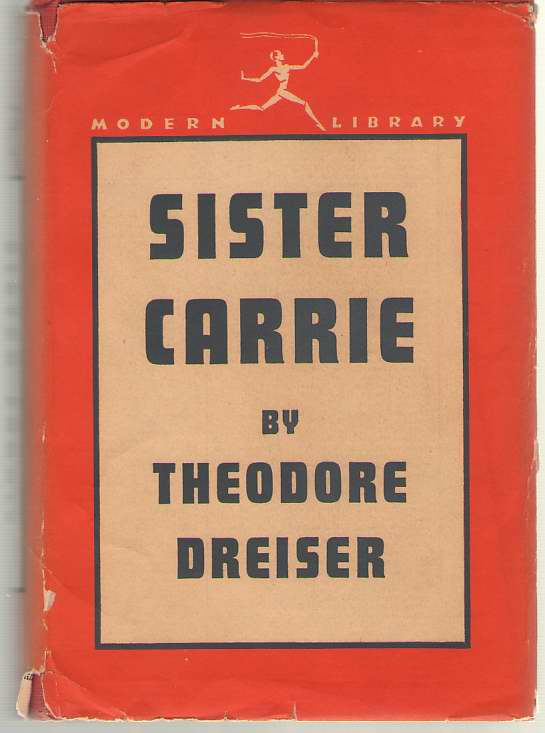 MODERN LIBRARY
SISTER
CARRIE
BY
THEODORE
DREISER